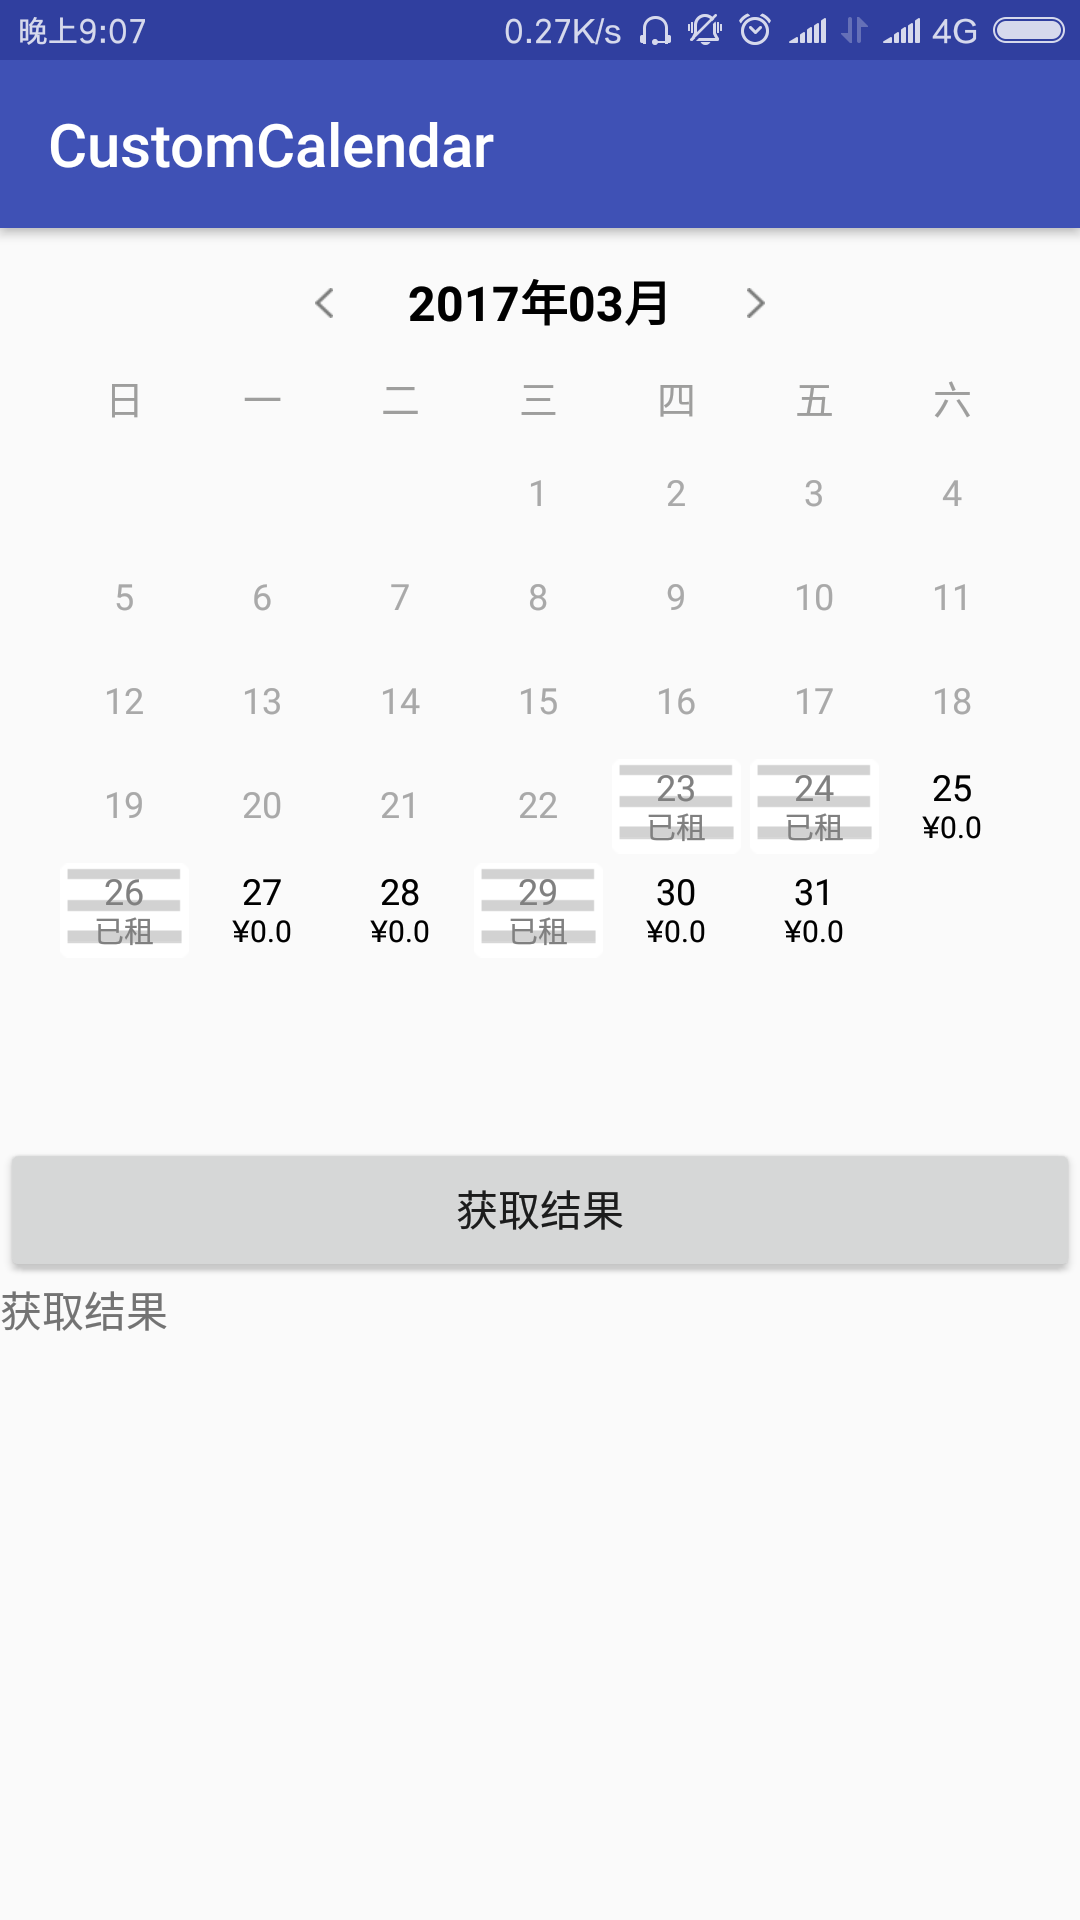 晚上9:07 0.27K/s 4G
CustomCalendar
2017年03月
日 一 二 三 四 五 六
1 2 3 4
5 6 7 8 9 10 11
12 13 14 15 16 17 18
19 20 21 22 23 24 25
已租 已租 ¥0.0
26 27 28 29 30 31
已租 ¥0.0 ¥0.0 已租 ¥0.0 ¥0.0
获取结果
获取结果